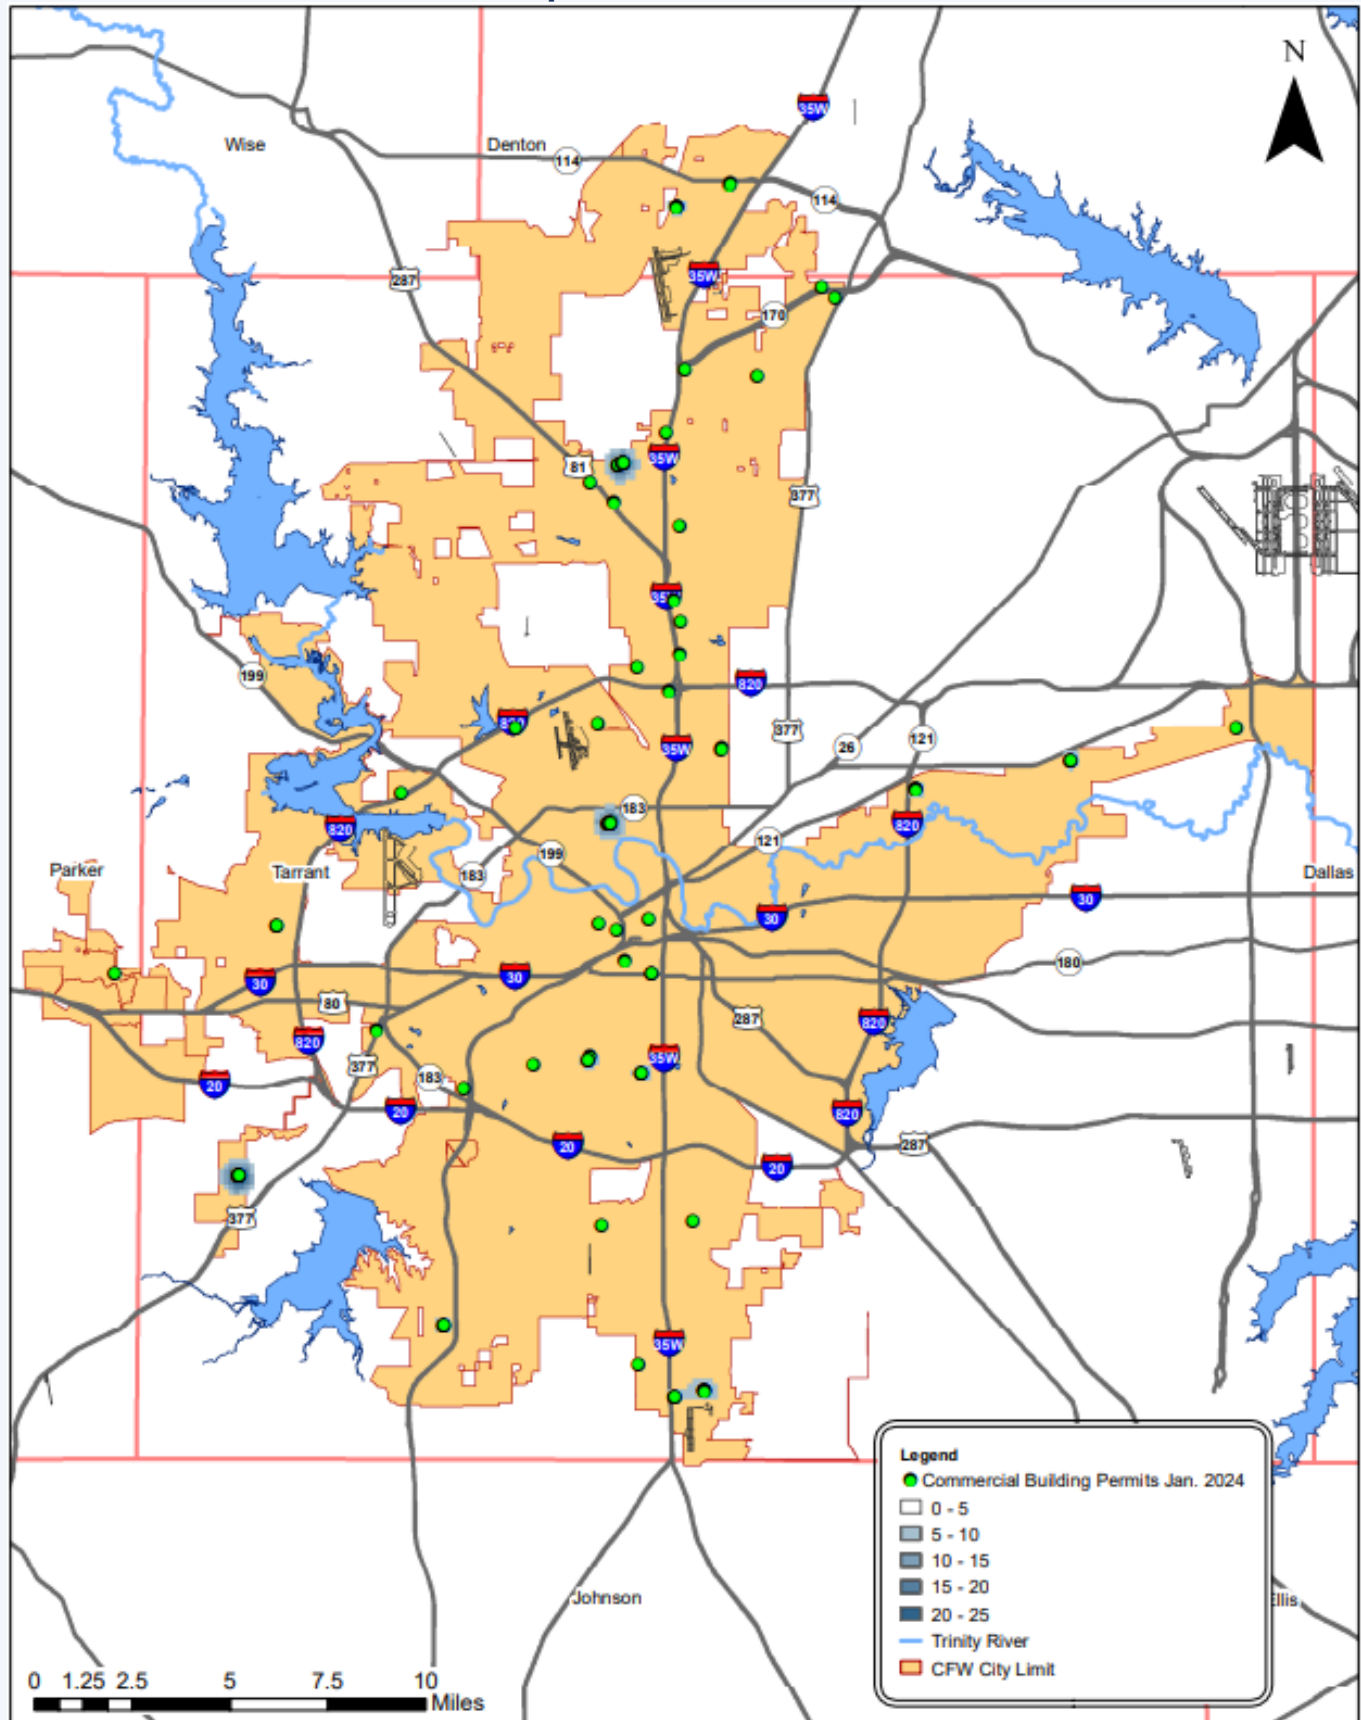 N
35W
Wise
Denton
114
114
287
35W
170
81
35W
377
35W
199
820
820
377
26
121
35W
183
820
820
121
199
Parker
Tarrant
183
Dallas
30
30
180
30
30
80
287
820
820
35W
377
183
20
20
820
287
20
20
377
35W
Legend
Commercial Building Permits Jan. 2024
0 - 5
5 - 10
10 - 15
15 - 20
20 - 25
Trinity River
CFW City Limit
Johnson
Ellis
0 1.25 2.5 5 7.5 10
Miles